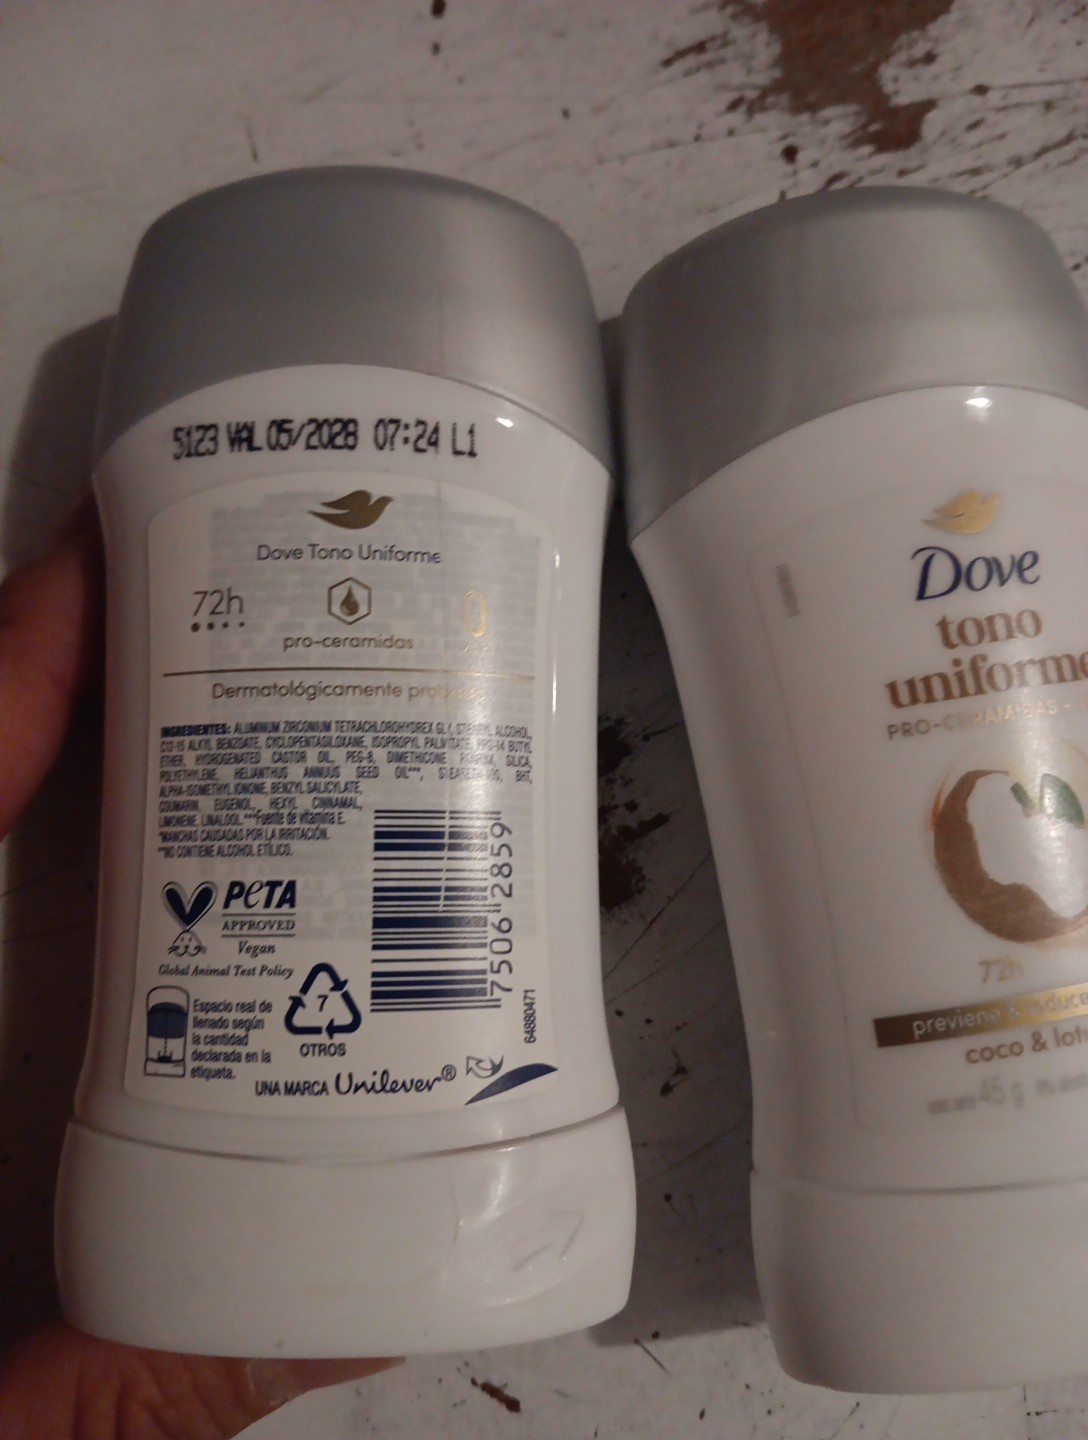 5123 VAL 05/2028 07:24 L1
Dove Tono Uniforme
72h
pro-ceramidas
0
Dermatológicamente
INGREDIENTES: ALUMINUM ZIRCONIUM TETRACHLOROHYDREX GLY, STEARYL ALCOHOL,
C12-15 ALKYL BENZOATE, CYCLOPENTASILOXANE, ISOPROPYL PALMITATE, PPG-14 BUTYL
ETHER, HYDROGENATED CASTOR OIL, PEG-8, DIMETHICONE, SILICA,
POLYETHYLENE, HELIANTHUS ANNUUS SEED OIL***, BHT,
ALPHA-ISOMETHYL IONONE, BENZYL SALICYLATE,
COUMARIN, EUGENOL, HEXYL CINNAMAL,
LIMONENE, LINALOOL ***Fuente de vitamina E.
*MANCHAS CAUSADAS POR LA IRRITACIÓN.
**NO CONTIENE ALCOHOL ETÍLICO.
PETA
APPROVED
Vegan
Global Animal Test Policy
Espacio real de
llenado según
la cantidad
declarada en la
etiqueta.
7
OTROS
7506 2859
64880471
UNA MARCA Unilever®
Dove
tono
uniforme
PRO-CERAMIDAS
72h
previene
coco &
45 g